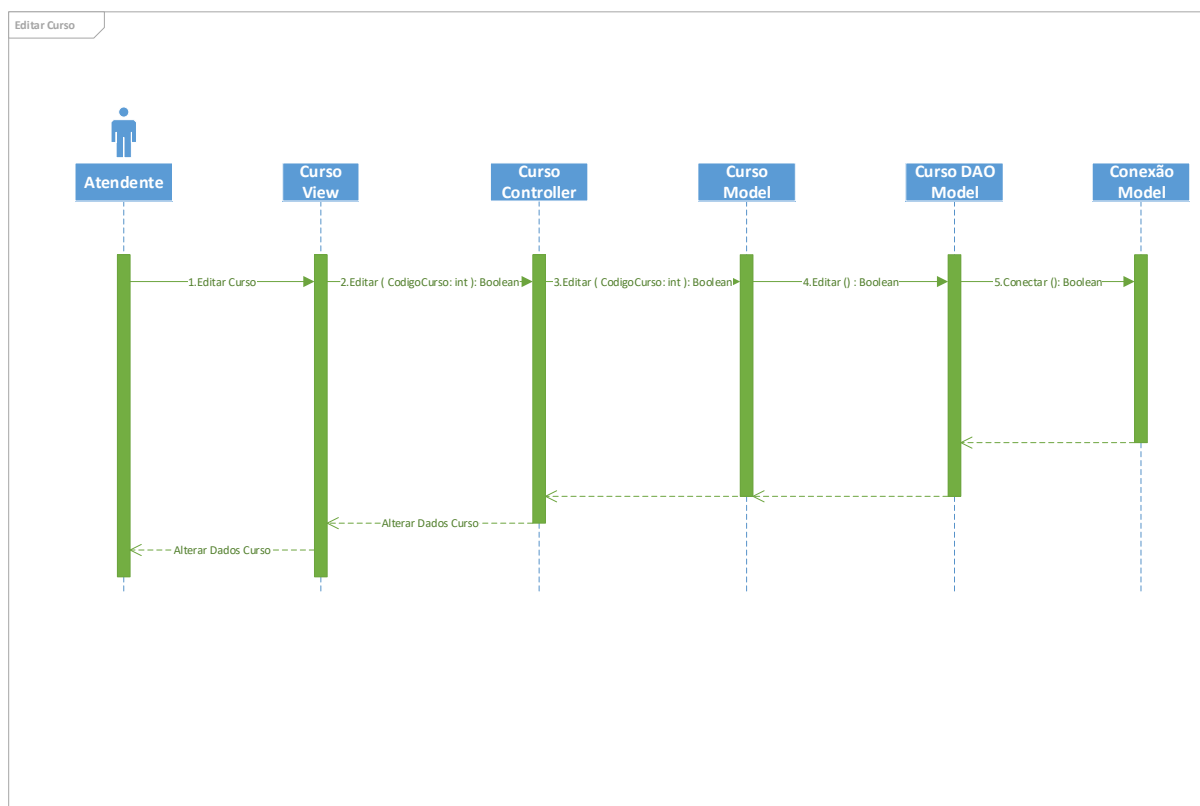 Editar Curso
Atendente
Curso
View
Curso
Controller
Curso
Model
Curso DAO
Model
Conexão
Model
1.Editar Curso
2.Editar ( CodigoCurso: int ): Boolean
3.Editar ( CodigoCurso: int ): Boolean
4.Editar () : Boolean
5.Conectar (): Boolean
Alterar Dados Curso
Alterar Dados Curso